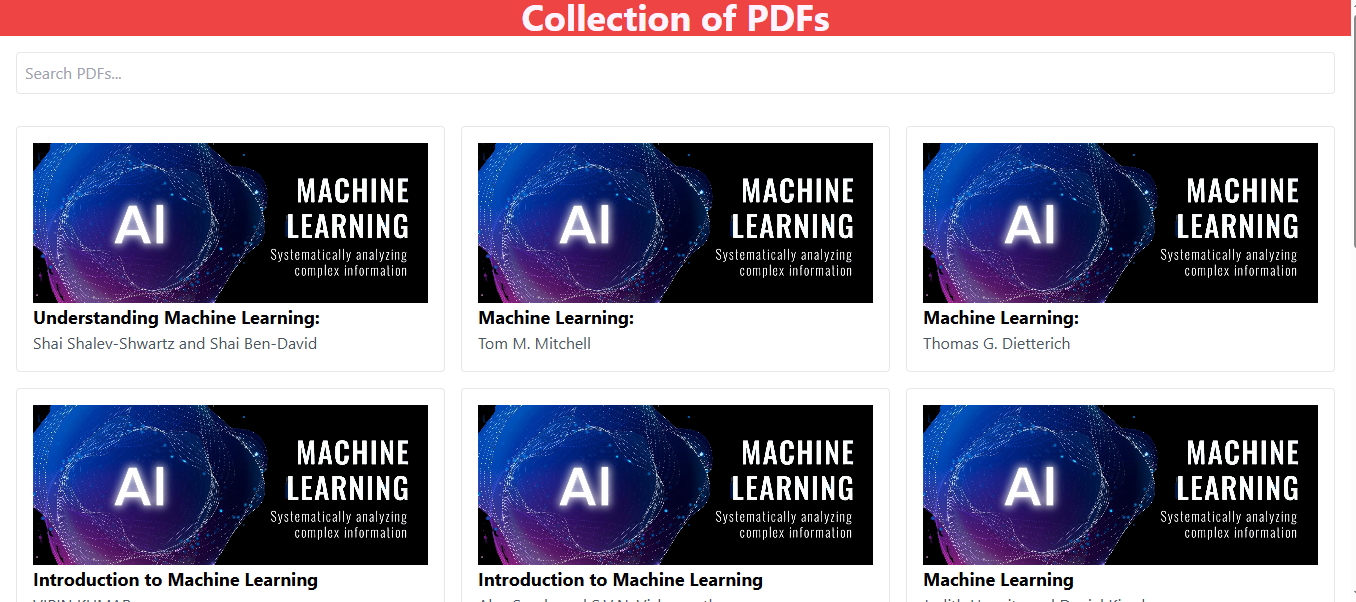 Collection of PDFs
Search PDFs...
AI
MACHINE
LEARNING
Systematically analyzing
complex information
Understanding Machine Learning:
Shai Shalev-Shwartz and Shai Ben-David
AI
MACHINE
LEARNING
Systematically analyzing
complex information
Machine Learning:
Tom M. Mitchell
AI
MACHINE
LEARNING
Systematically analyzing
complex information
Machine Learning:
Thomas G. Dietterich
AI
MACHINE
LEARNING
Systematically analyzing
complex information
Introduction to Machine Learning
AI
MACHINE
LEARNING
Systematically analyzing
complex information
Introduction to Machine Learning
AI
MACHINE
LEARNING
Systematically analyzing
complex information
Machine Learning